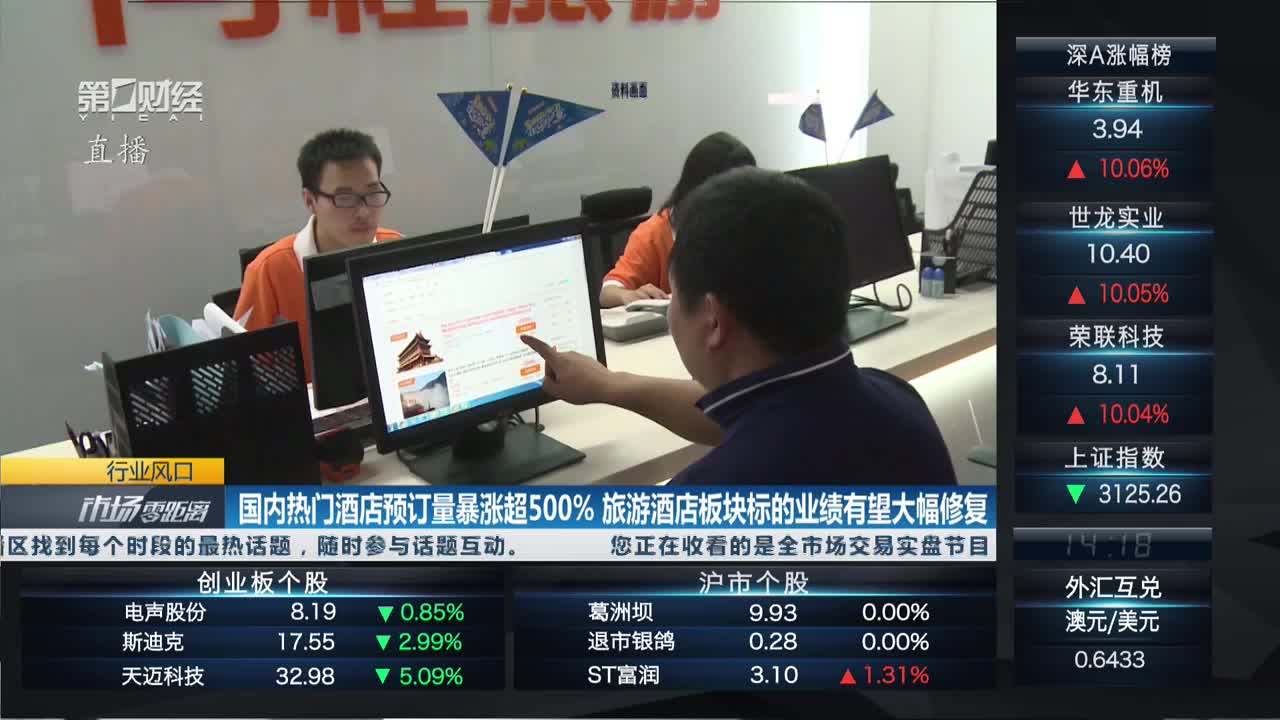 第一财经
YICAI
直播
资料画面
深A涨幅榜
华东重机
3.94
▲ 10.06%
世龙实业
10.40
▲ 10.05%
荣联科技
8.11
▲ 10.04%
上证指数
▼ 3125.26
14:18
外汇互兑
澳元/美元
0.6433
行业风口
市场零距离
国内热门酒店预订量暴涨超500% 旅游酒店板块标的业绩有望大幅修复
区找到每个时段的最热话题，随时参与话题互动。 您正在收看的是全市场交易实盘节目
创业板个股
电声股份 8.19 ▼ 0.85%
斯迪克 17.55 ▼ 2.99%
天迈科技 32.98 ▼ 5.09%
沪市个股
葛洲坝 9.93 0.00%
退市银鸽 0.28 0.00%
ST富润 3.10 ▲ 1.31%